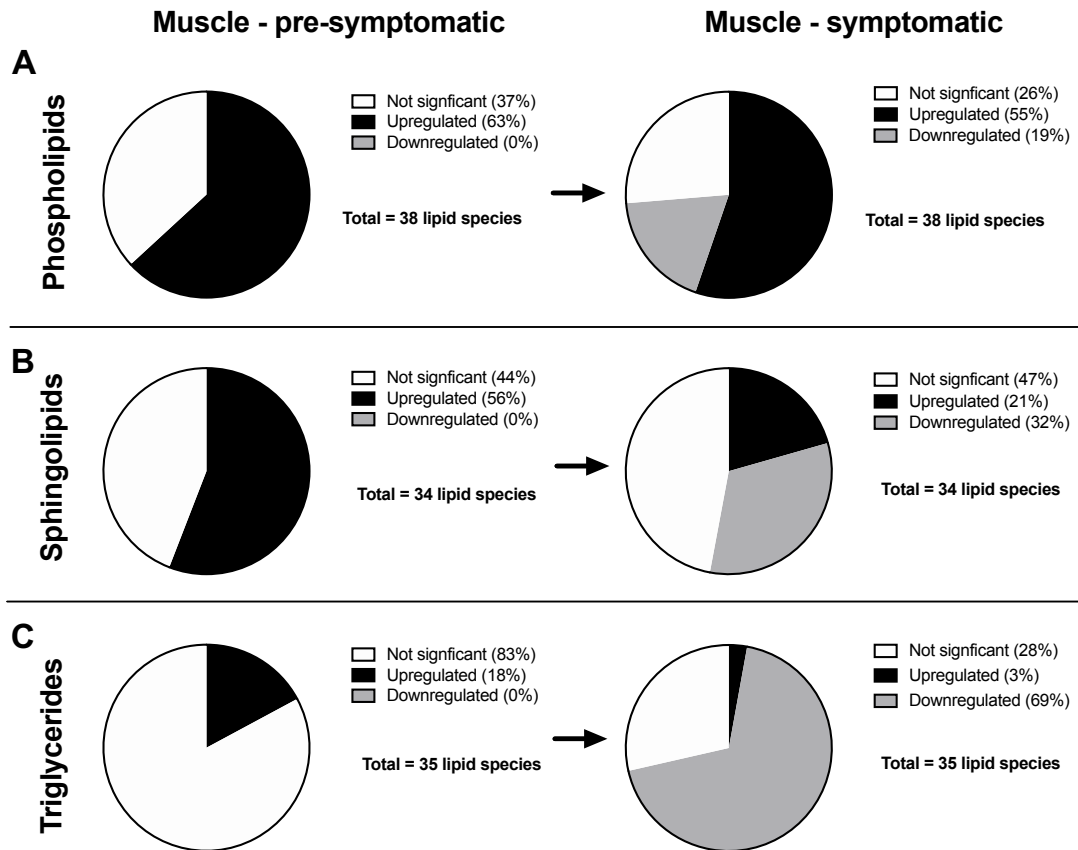 Muscle - pre-symptomatic
Muscle - symptomatic
A
Phospholipids
Not signficant (37%)
Upregulated (63%)
Downregulated (0%)
Total = 38 lipid species
Not signficant (26%)
Upregulated (55%)
Downregulated (19%)
Total = 38 lipid species
B
Sphingolipids
Not signficant (44%)
Upregulated (56%)
Downregulated (0%)
Total = 34 lipid species
Not signficant (47%)
Upregulated (21%)
Downregulated (32%)
Total = 34 lipid species
C
Triglycerides
Not signficant (83%)
Upregulated (18%)
Downregulated (0%)
Total = 35 lipid species
Not signficant (28%)
Upregulated (3%)
Downregulated (69%)
Total = 35 lipid species